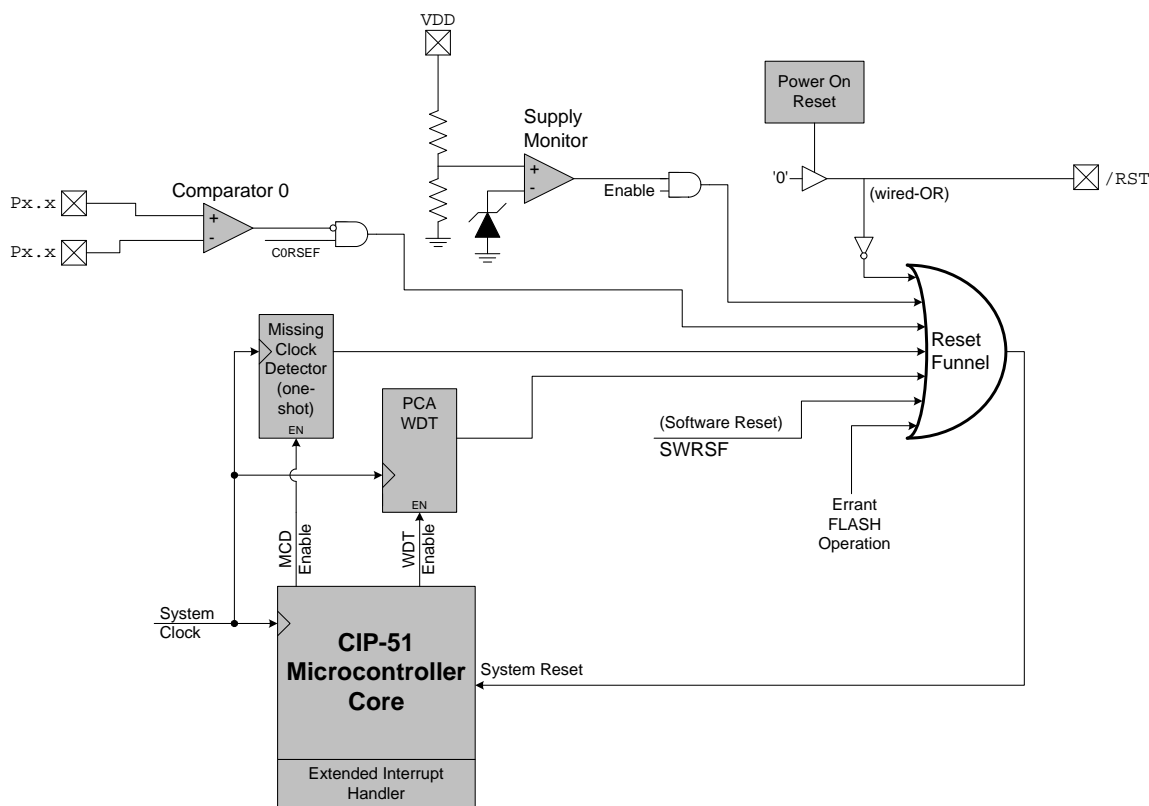 VDD
Power On
Reset
Supply
Monitor
+
-
Enable
'0'
(wired-OR)
/RST
Comparator 0
Px.x
Px.x
+
-
C0RSEF
Missing
Clock
Detector
(one-
shot)
EN
PCA
WDT
EN
Reset
Funnel
(Software Reset)
SWRSF
Errant
FLASH
Operation
MCD
Enable
WDT
Enable
System
Clock
CIP-51
Microcontroller
Core
System Reset
Extended Interrupt
Handler